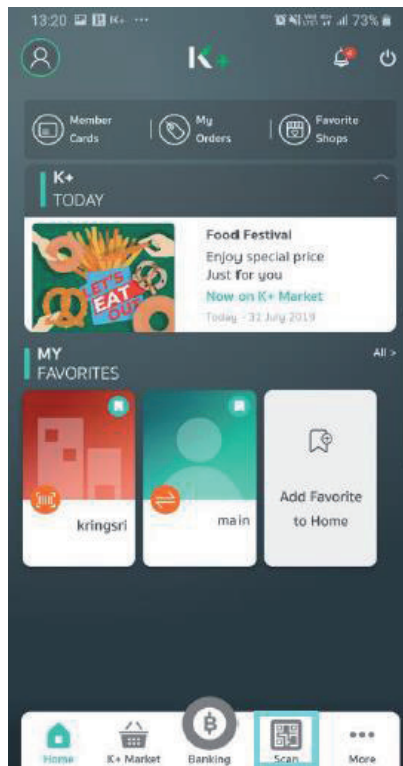 13:20 K+ ... 73%
K+
Member
Cards
My
Orders
Favorite
Shops
K+
TODAY
LET'S
EAT
OUT
Food Festival
Enjoy special price
Just for you
Now on K+ Market
Today - 31 July 2019
MY
FAVORITES
All >
kringsri
main
Add Favorite
to Home
Home
K+ Market
Banking
Scan
More